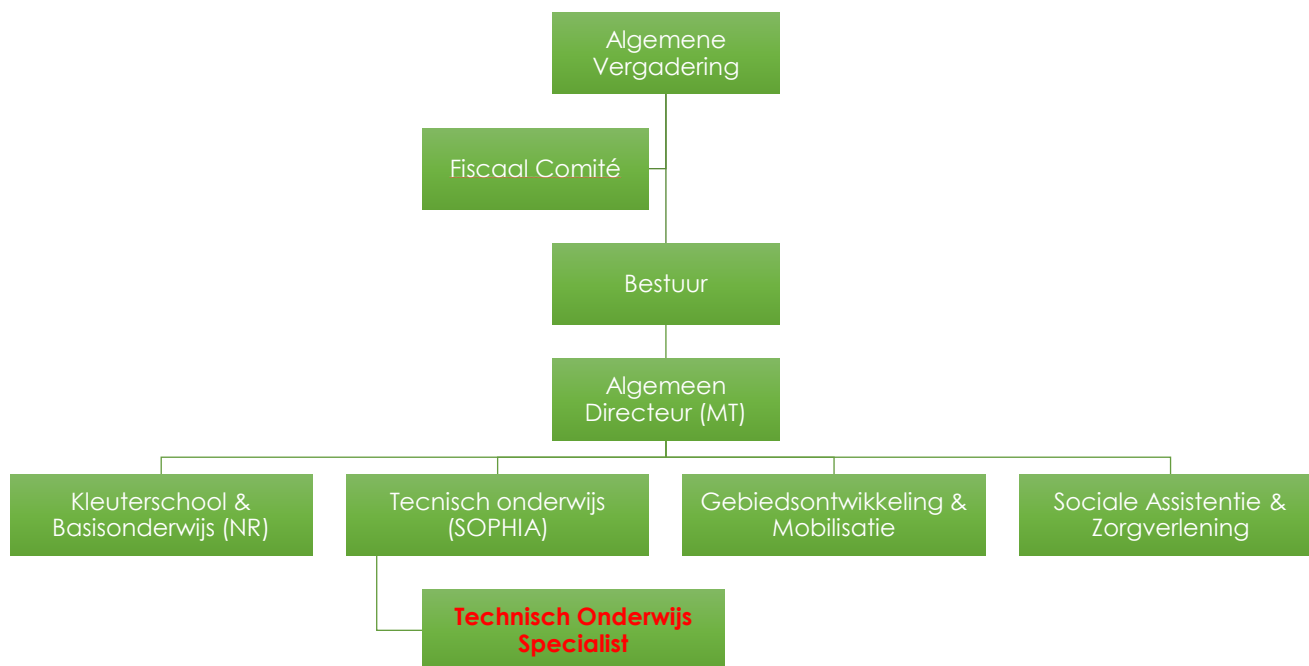 Algemene
Vergadering
Fiscaal Comité
Bestuur
Algemeen
Directeur (MT)
Kleuterschool &
Basisonderwijs (NR)
Tecnisch onderwijs
(SOPHIA)
Gebiedsontwikkeling &
Mobilisatie
Sociale Assistentie &
Zorgverlening
Technisch Onderwijs
Specialist